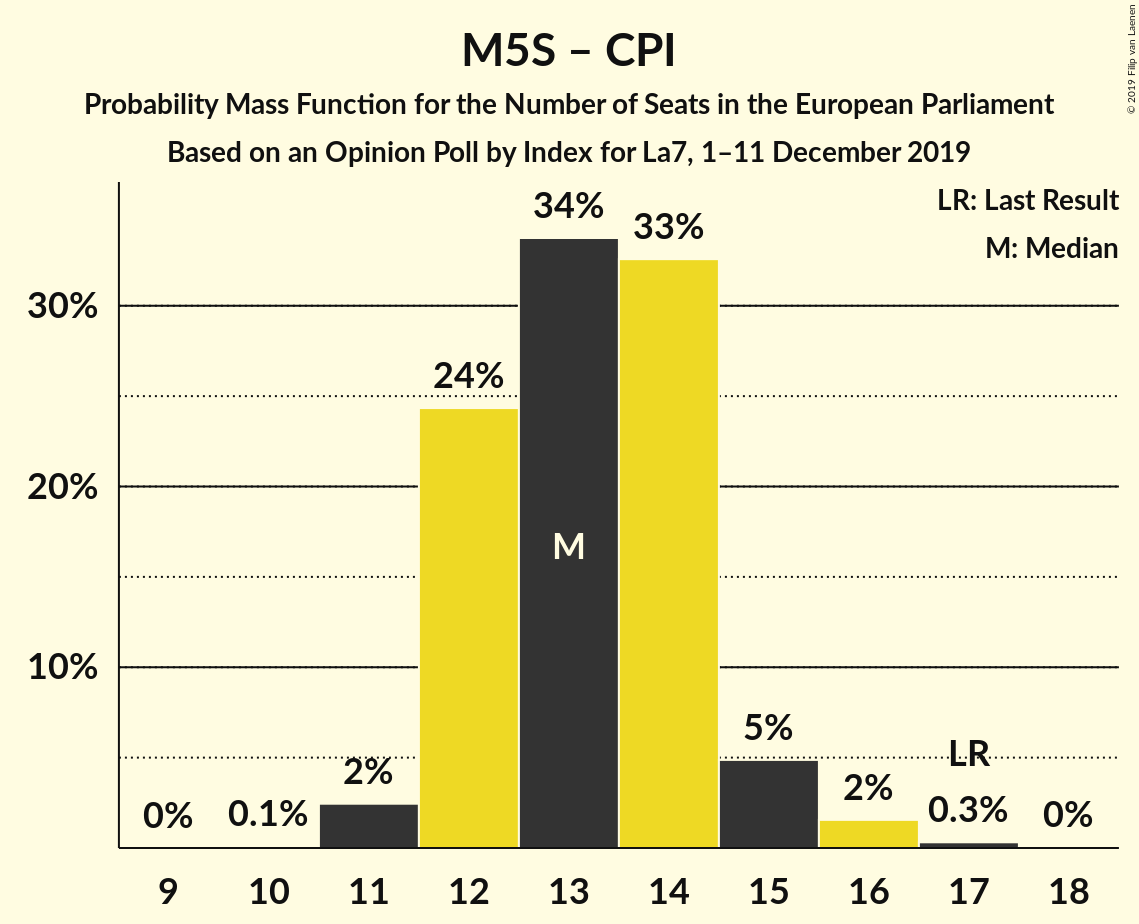 M5S – CPI
Probability Mass Function for the Number of Seats in the European Parliament
Based on an Opinion Poll by Index for La7, 1–11 December 2019
© 2019 Filip van Laenen
LR: Last Result
M: Median
30%
20%
10%
0%
0.1%
2%
24%
34%
M
33%
5%
2%
LR
0.3%
0%
9 10 11 12 13 14 15 16 17 18